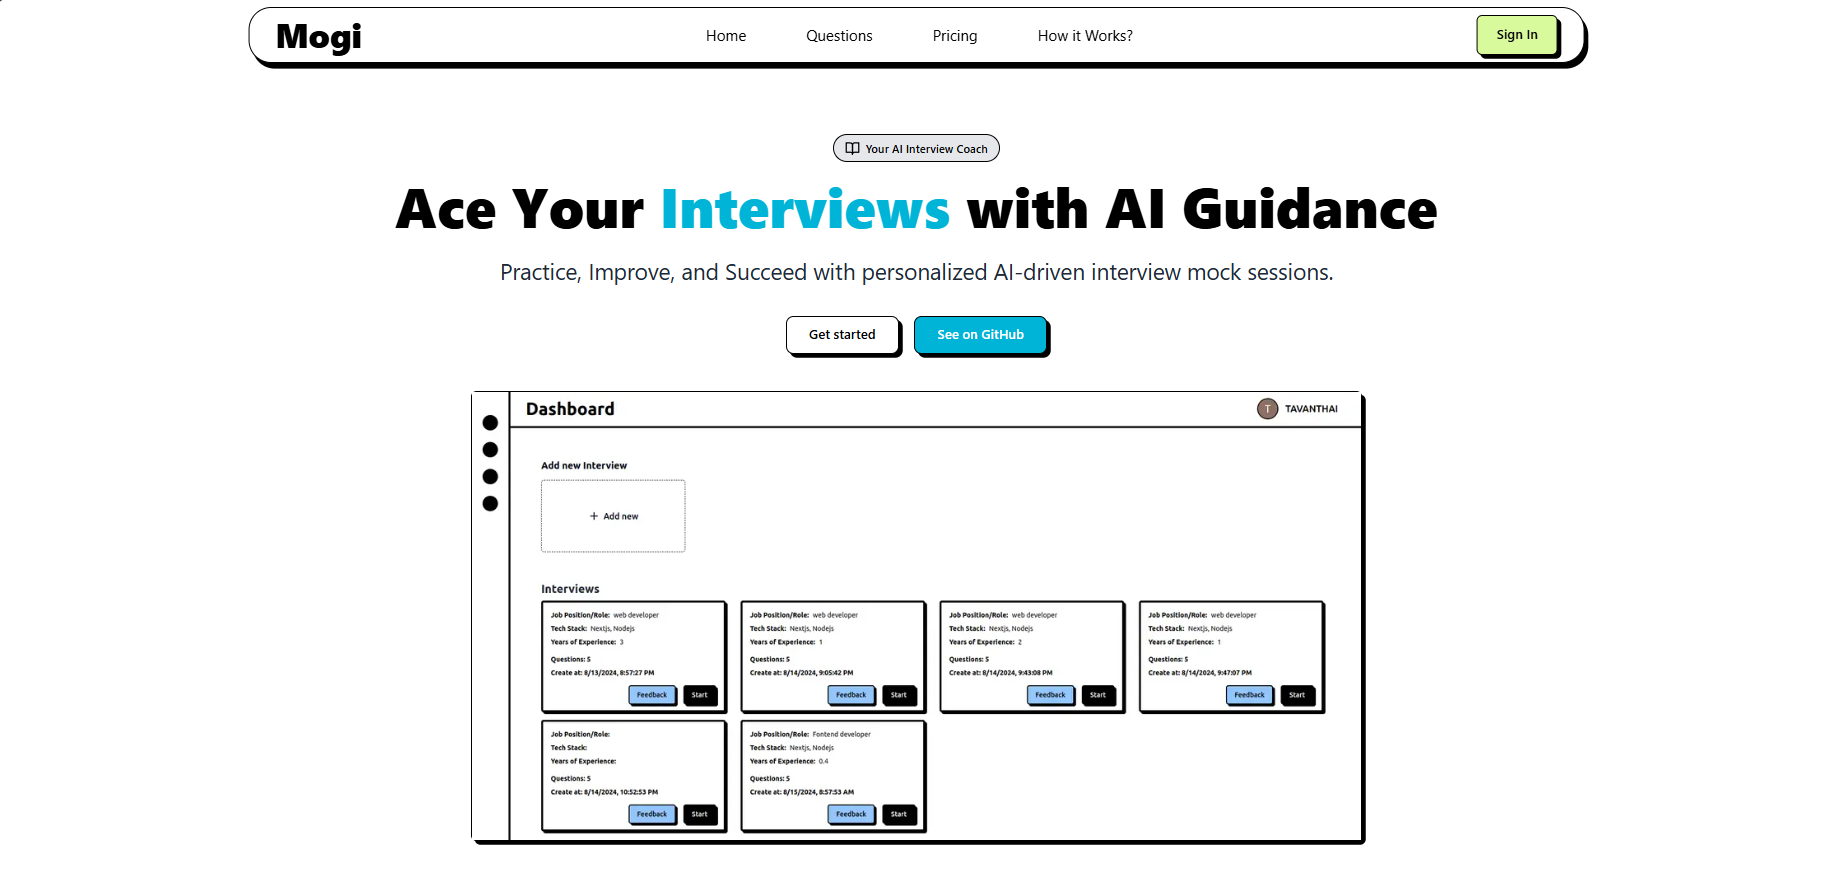 Mogi
Home Questions Pricing How it Works?
Sign In
Your AI Interview Coach
Ace Your Interviews with AI Guidance
Practice, Improve, and Succeed with personalized AI-driven interview mock sessions.
Get started
See on GitHub
Dashboard
T TAVANTHAI
Add new Interview
+ Add new
Interviews
Job Position/Role: web developer
Tech Stack: Nextjs, Nodejs
Years of Experience: 3
Questions: 5
Create at: 8/13/2024, 8:57:27 PM
Feedback Start
Job Position/Role: web developer
Tech Stack: Nextjs, Nodejs
Years of Experience: 1
Questions: 5
Create at: 8/14/2024, 9:05:42 PM
Feedback Start
Job Position/Role: web developer
Tech Stack: Nextjs, Nodejs
Years of Experience: 2
Questions: 5
Create at: 8/14/2024, 9:43:08 PM
Feedback Start
Job Position/Role: web developer
Tech Stack: Nextjs, Nodejs
Years of Experience: 1
Questions: 5
Create at: 8/14/2024, 9:47:07 PM
Feedback Start
Job Position/Role:
Tech Stack:
Years of Experience:
Questions: 5
Create at: 8/14/2024, 10:52:53 PM
Feedback Start
Job Position/Role: Fontend developer
Tech Stack: Nextjs, Nodejs
Years of Experience: 0.4
Questions: 5
Create at: 8/15/2024, 8:57:53 AM
Feedback Start